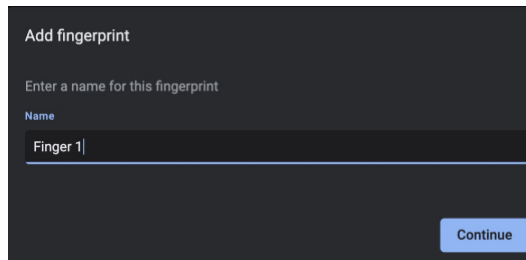 Add fingerprint
Enter a name for this fingerprint
Name
Finger 1
Continue